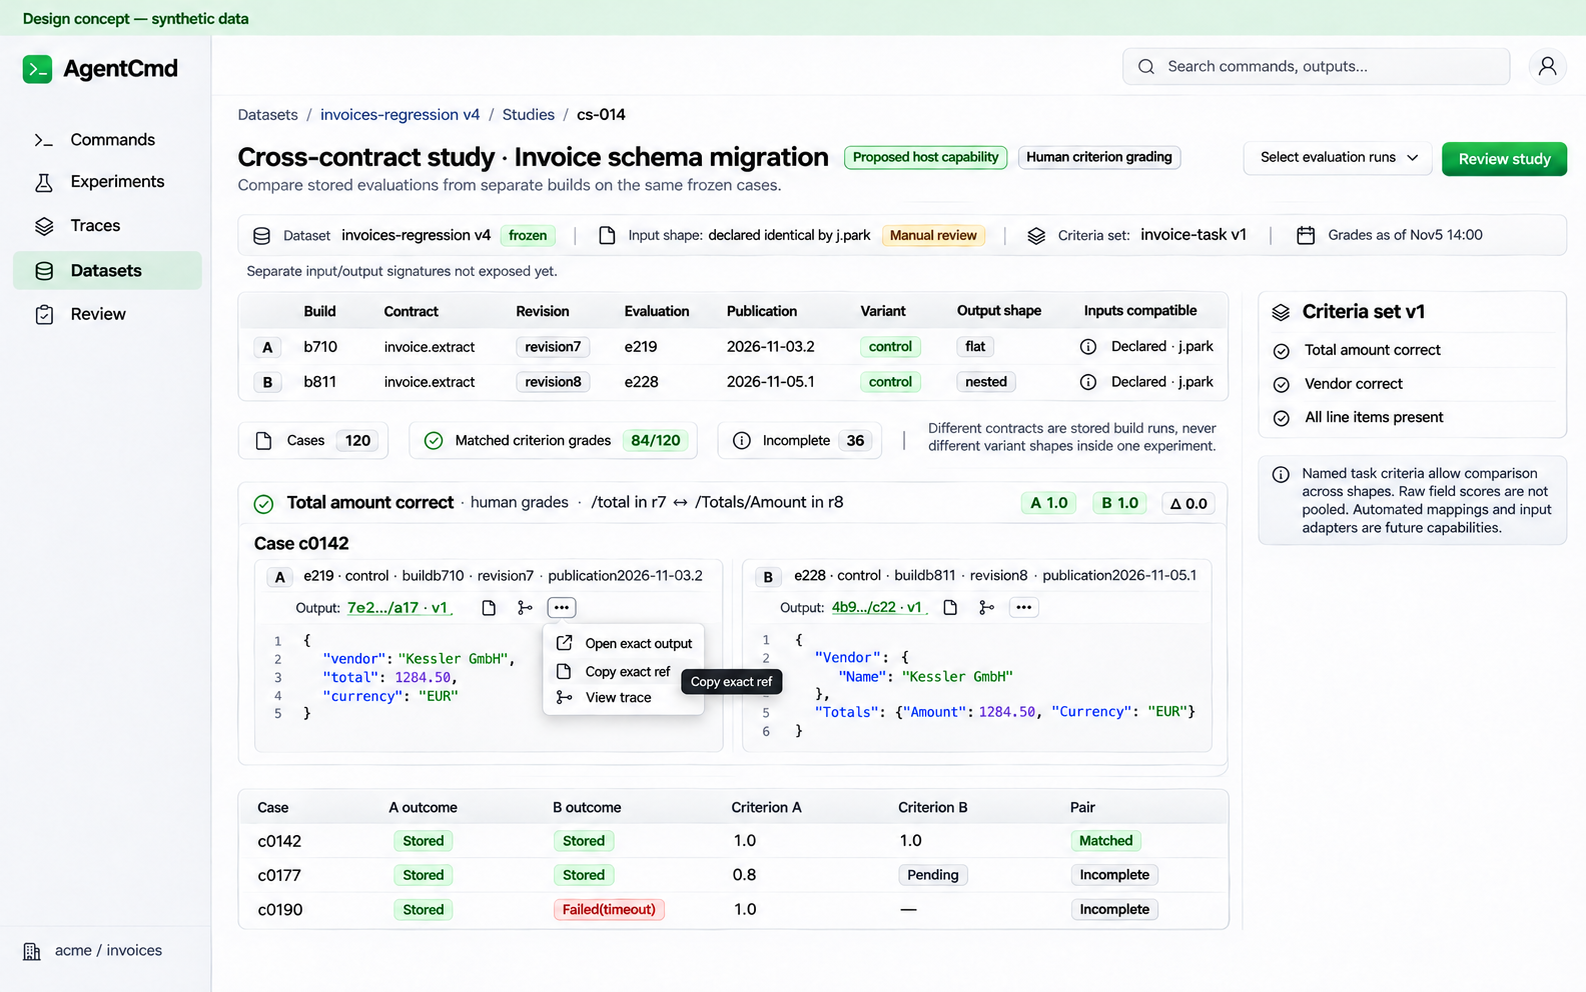 Design concept — synthetic data
AgentCmd
Search commands, outputs...
Commands
Experiments
Traces
Datasets
Review
acme / invoices
Datasets / invoices-regression v4 / Studies / cs-014
Cross-contract study · Invoice schema migration Proposed host capability Human criterion grading Select evaluation runs Review study
Compare stored evaluations from separate builds on the same frozen cases.
Dataset invoices-regression v4 frozen | Input shape: declared identical by j.park Manual review | Criteria set: invoice-task v1 | Grades as of Nov5 14:00
Separate input/output signatures not exposed yet.
Build Contract Revision Evaluation Publication Variant Output shape Inputs compatible
A b710 invoice.extract revision7 e219 2026-11-03.2 control flat Declared · j.park
B b811 invoice.extract revision8 e228 2026-11-05.1 control nested Declared · j.park
Cases 120 Matched criterion grades 84/120 Incomplete 36 |
Different contracts are stored build runs, never
different variant shapes inside one experiment.
Total amount correct · human grades · /total in r7 ↔ /Totals/Amount in r8 A 1.0 B 1.0 Δ 0.0
Case c0142
A e219 · control · buildb710 · revision7 · publication2026-11-03.2
Output: 7e2.../a17 · v1
1 {
2 "vendor": "Kessler GmbH",
3 "total": 1284.50,
4 "currency": "EUR"
5 }
Open exact output
Copy exact ref
View trace
Copy exact ref
B e228 · control · buildb811 · revision8 · publication2026-11-05.1
Output: 4b9.../c22 · v1
1 {
2 "Vendor": {
"Name": "Kessler GmbH"
},
5 "Totals": {"Amount": 1284.50, "Currency": "EUR"}
6 }
Case A outcome B outcome Criterion A Criterion B Pair
c0142 Stored Stored 1.0 1.0 Matched
c0177 Stored Stored 0.8 Pending Incomplete
c0190 Stored Failed(timeout) 1.0 — Incomplete
Criteria set v1
Total amount correct
Vendor correct
All line items present
Named task criteria allow comparison
across shapes. Raw field scores are not
pooled. Automated mappings and input
adapters are future capabilities.